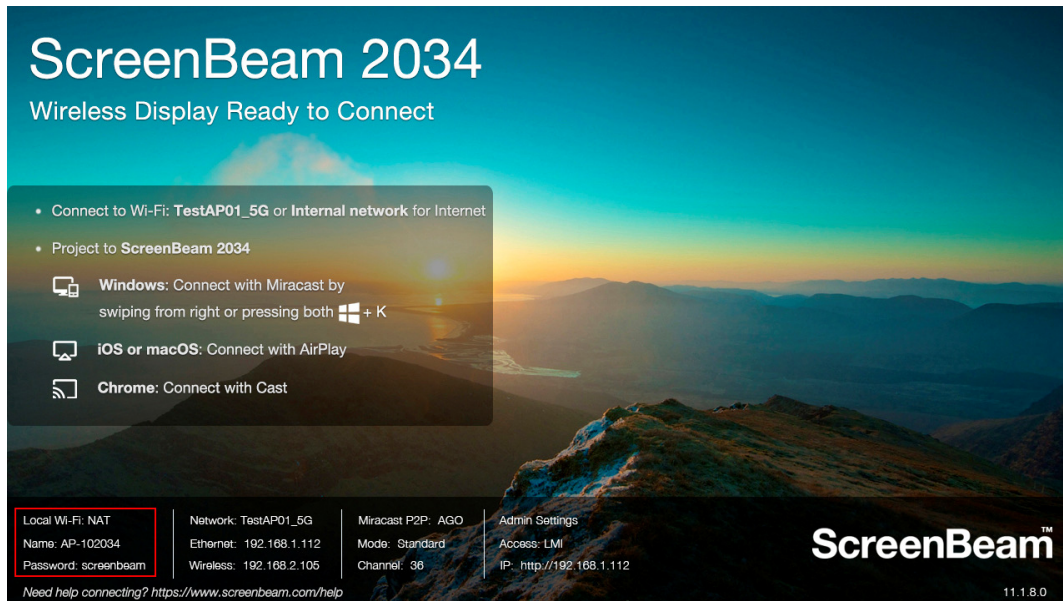 ScreenBeam 2034
Wireless Display Ready to Connect
• Connect to Wi-Fi: TestAP01_5G or Internal network for Internet
• Project to ScreenBeam 2034
Windows: Connect with Miracast by
swiping from right or pressing both + K
iOS or macOS: Connect with AirPlay
Chrome: Connect with Cast
Local Wi-Fi: NAT
Name: AP-102034
Password: screenbeam
Network: TestAP01_5G
Ethernet: 192.168.1.112
Wireless: 192.168.2.105
Miracast P2P: AGO
Mode: Standard
Channel: 36
Admin Settings
Access: LMI
IP: http://192.168.1.112
ScreenBeam™
Need help connecting? https://www.screenbeam.com/help
11.1.8.0